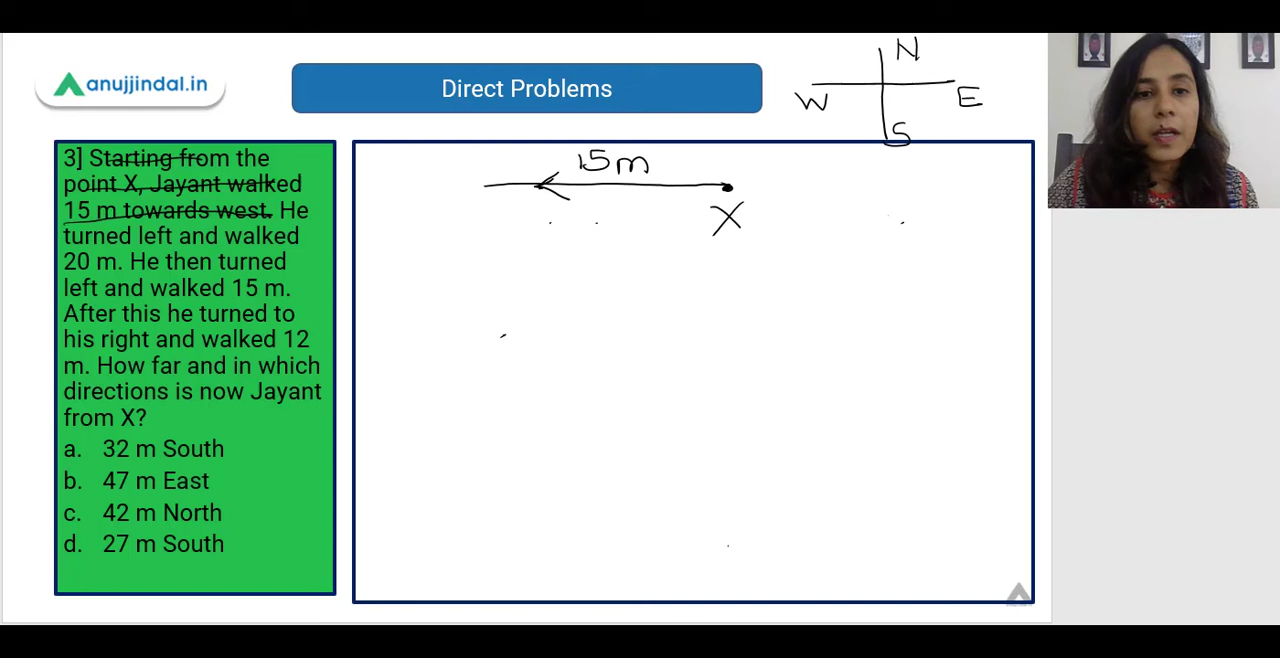 anujjindal.in
Direct Problems
N
W
E
S
3] Starting from the
point X, Jayant walked
15 m towards west. He
turned left and walked
20 m. He then turned
left and walked 15 m.
After this he turned to
his right and walked 12
m. How far and in which
directions is now Jayant
from X?
a. 32 m South
b. 47 m East
c. 42 m North
d. 27 m South
15m
X